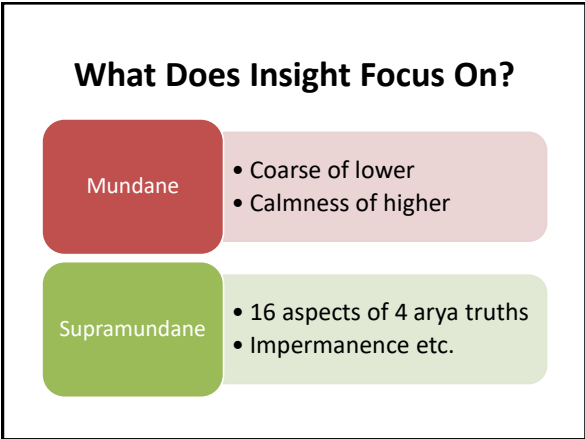 What Does Insight Focus On?
Mundane
• Coarse of lower
• Calmness of higher
Supramundane
• 16 aspects of 4 arya truths
• Impermanence etc.